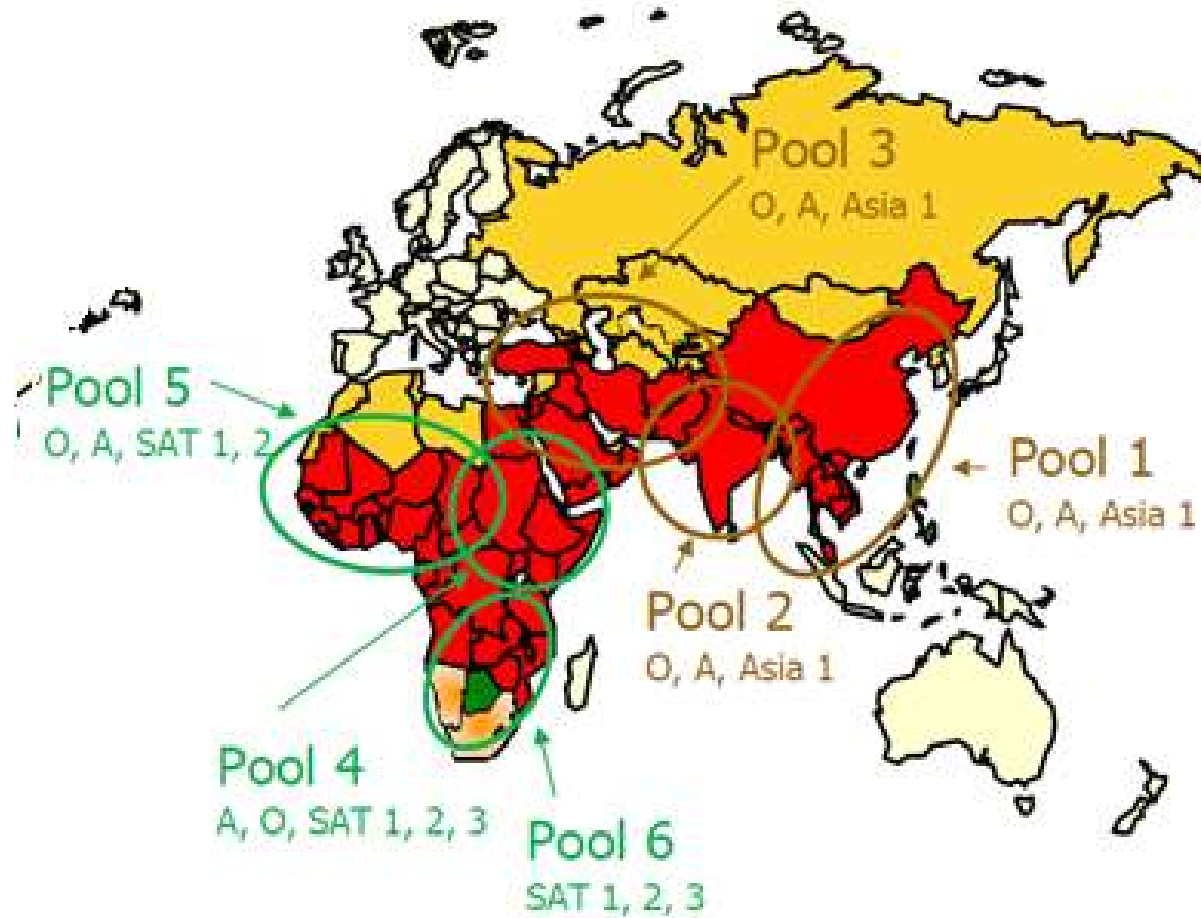 Pool 3
O, A, Asia 1
Pool 5
O, A, SAT 1, 2
Pool 1
O, A, Asia 1
Pool 2
O, A, Asia 1
Pool 4
A, O, SAT 1, 2, 3
Pool 6
SAT 1, 2, 3